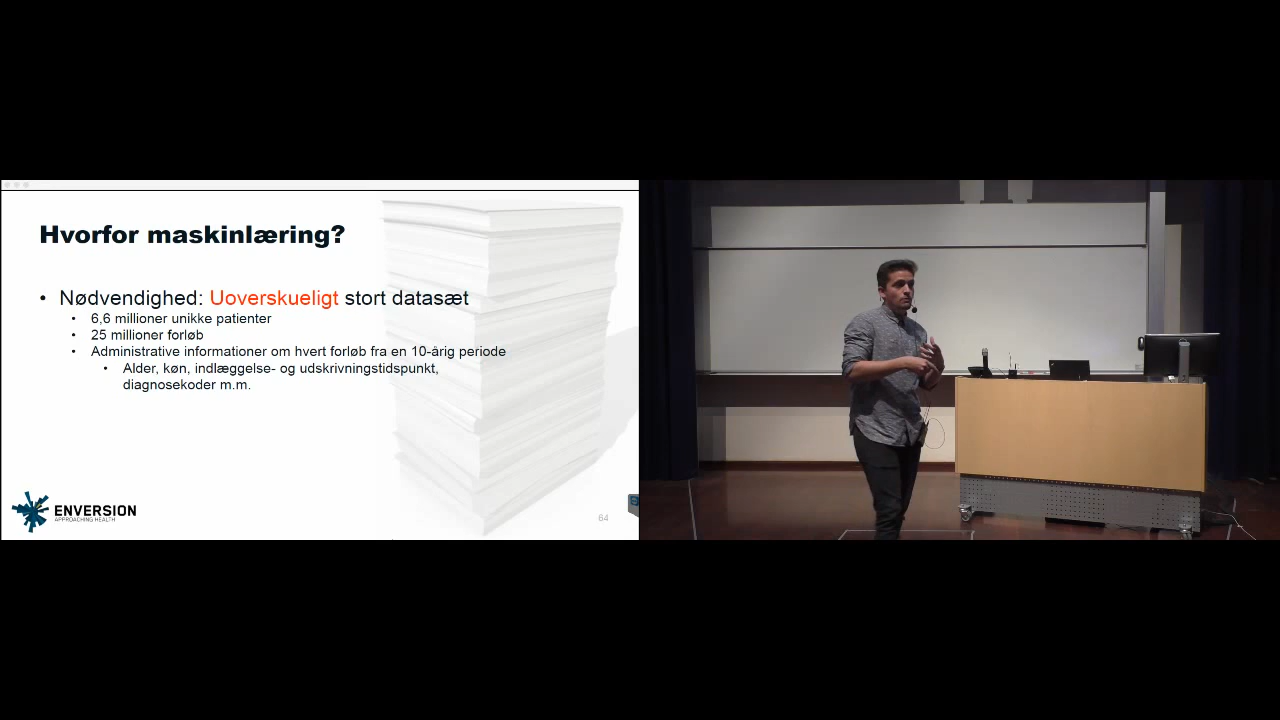 Hvorfor maskinlæring?
• Nødvendighed: Uoverskueligt stort datasæt
• 6,6 millioner unikke patienter
• 25 millioner forløb
• Administrative informationer om hvert forløb fra en 10-årig periode
• Alder, køn, indlæggelse- og udskrivningstidspunkt,
diagnosekoder m.m.
ENVERSION
APPROACHING HEALTH
64